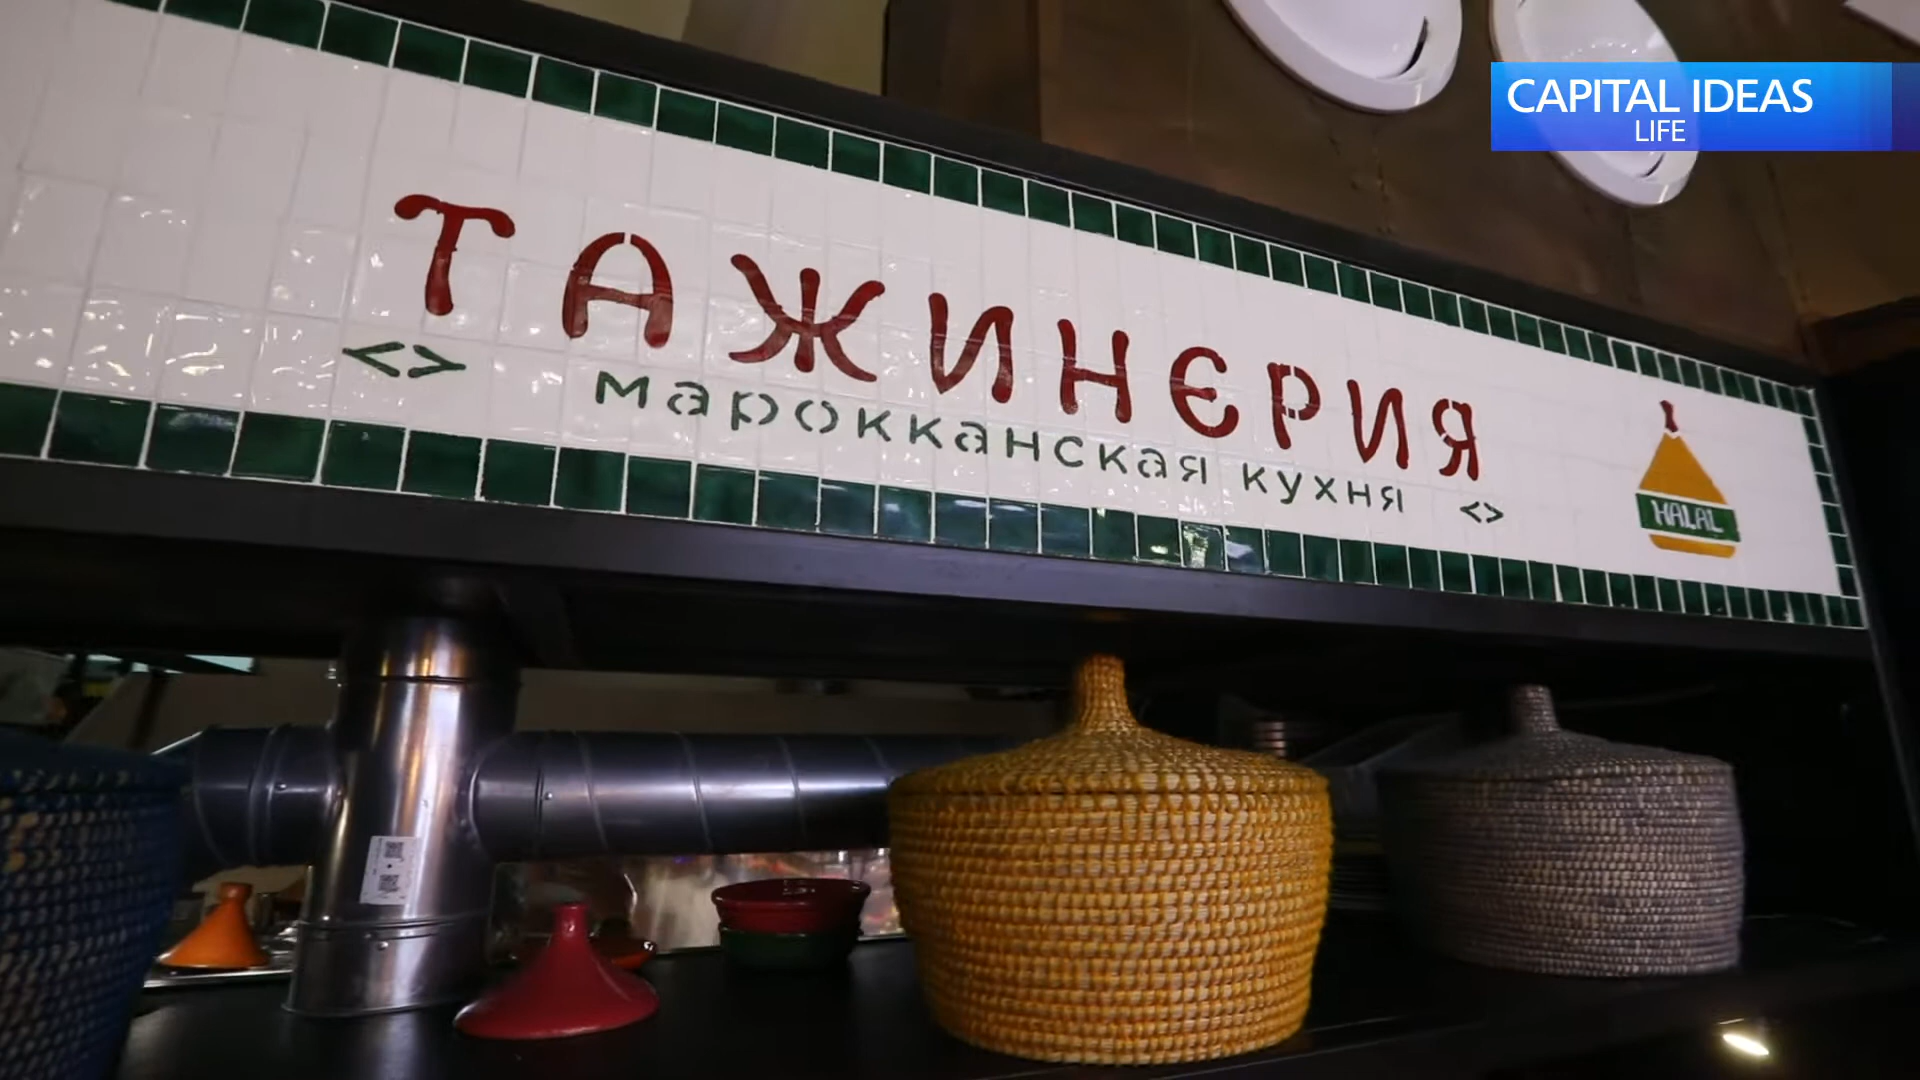 CAPITAL IDEAS
LIFE
ТАЖИНЕРИЯ
<> марокканская кухня <>
HALAL